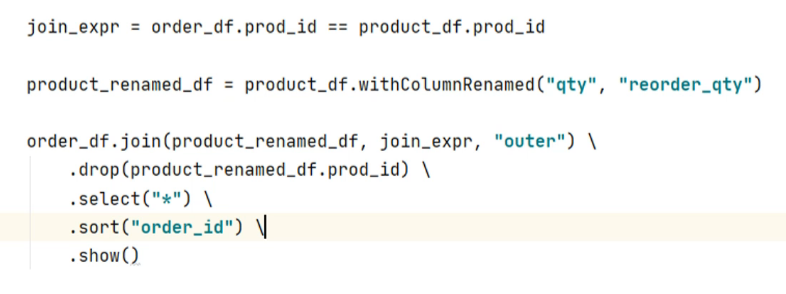 join_expr = order_df.prod_id == product_df.prod_id
product_renamed_df = product_df.withColumnRenamed("qty", "reorder_qty")
order_df.join(product_renamed_df, join_expr, "outer") \
.drop(product_renamed_df.prod_id) \
.select("*") \
.sort("order_id") \
.show()